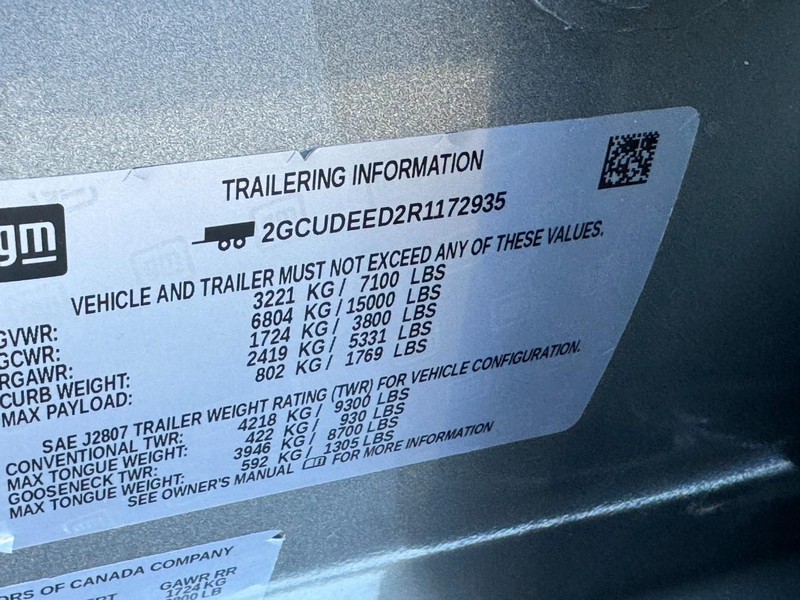 TRAILERING INFORMATION
gm
2GCUDEED2R1172935
VEHICLE AND TRAILER MUST NOT EXCEED ANY OF THESE VALUES.
GVWR: 3221 KG / 7100 LBS
GCWR: 6804 KG / 15000 LBS
RGAWR: 1724 KG / 3800 LBS
CURB WEIGHT: 2419 KG / 5331 LBS
MAX PAYLOAD: 802 KG / 1769 LBS
SAE J2807 TRAILER WEIGHT RATING (TWR) FOR VEHICLE CONFIGURATION.
CONVENTIONAL TWR: 4218 KG / 9300 LBS
MAX TONGUE WEIGHT: 422 KG / 930 LBS
GOOSENECK TWR: 3946 KG / 8700 LBS
MAX TONGUE WEIGHT: 592 KG / 1305 LBS
SEE OWNER'S MANUAL FOR MORE INFORMATION
ORS OF CANADA COMPANY
GAWR RR
1724 KG